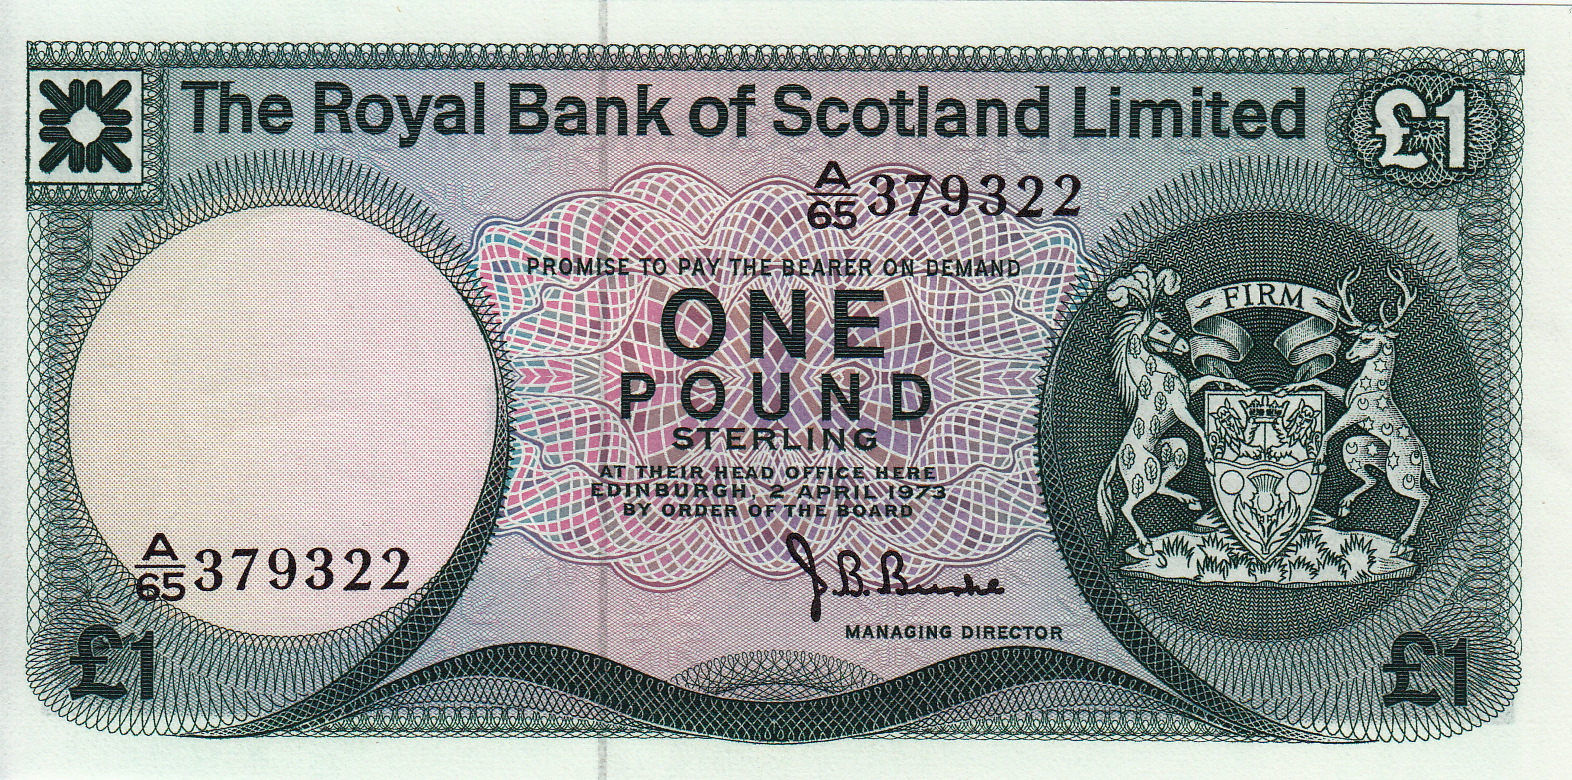 The Royal Bank of Scotland Limited
£1
A/65 379322
PROMISE TO PAY THE BEARER ON DEMAND
ONE
POUND
STERLING
AT THEIR HEAD OFFICE HERE
EDINBURGH, 2 APRIL 1973
BY ORDER OF THE BOARD
FIRM
A/65 379322
J. B. Burke
MANAGING DIRECTOR
£1
£1